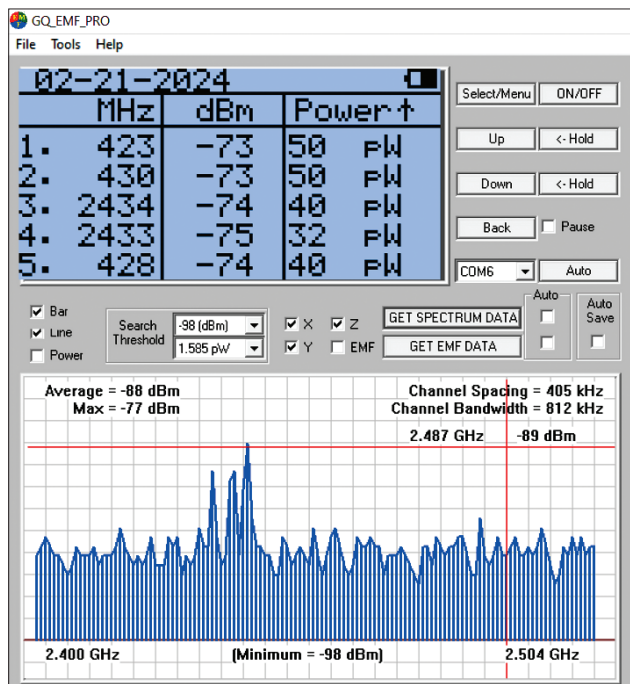 GQ_EMF_PRO
File Tools Help
02-21-2024
MHz dBm Power↑
1. 423 -73 50 pW
2. 430 -73 50 pW
3. 2434 -74 40 pW
4. 2433 -75 32 pW
5. 428 -74 40 pW
Select/Menu ON/OFF
Up <- Hold
Down <- Hold
Back Pause
COM6 Auto
Bar
Line
Power
Search Threshold
-98 (dBm)
1.585 pW
X Z
Y EMF
GET SPECTRUM DATA
GET EMF DATA
Auto
Auto
Save
Average = -88 dBm
Max = -77 dBm
Channel Spacing = 405 kHz
Channel Bandwidth = 812 kHz
2.487 GHz -89 dBm
2.400 GHz (Minimum = -98 dBm) 2.504 GHz